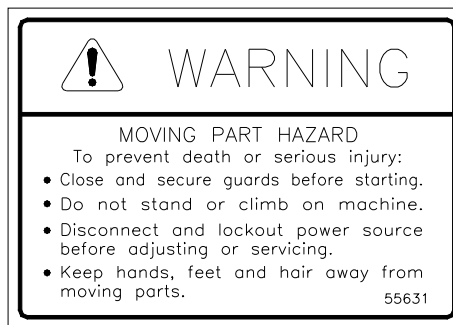 WARNING
MOVING PART HAZARD
To prevent death or serious injury:
• Close and secure guards before starting.
• Do not stand or climb on machine.
• Disconnect and lockout power source
before adjusting or servicing.
• Keep hands, feet and hair away from
moving parts.
55631